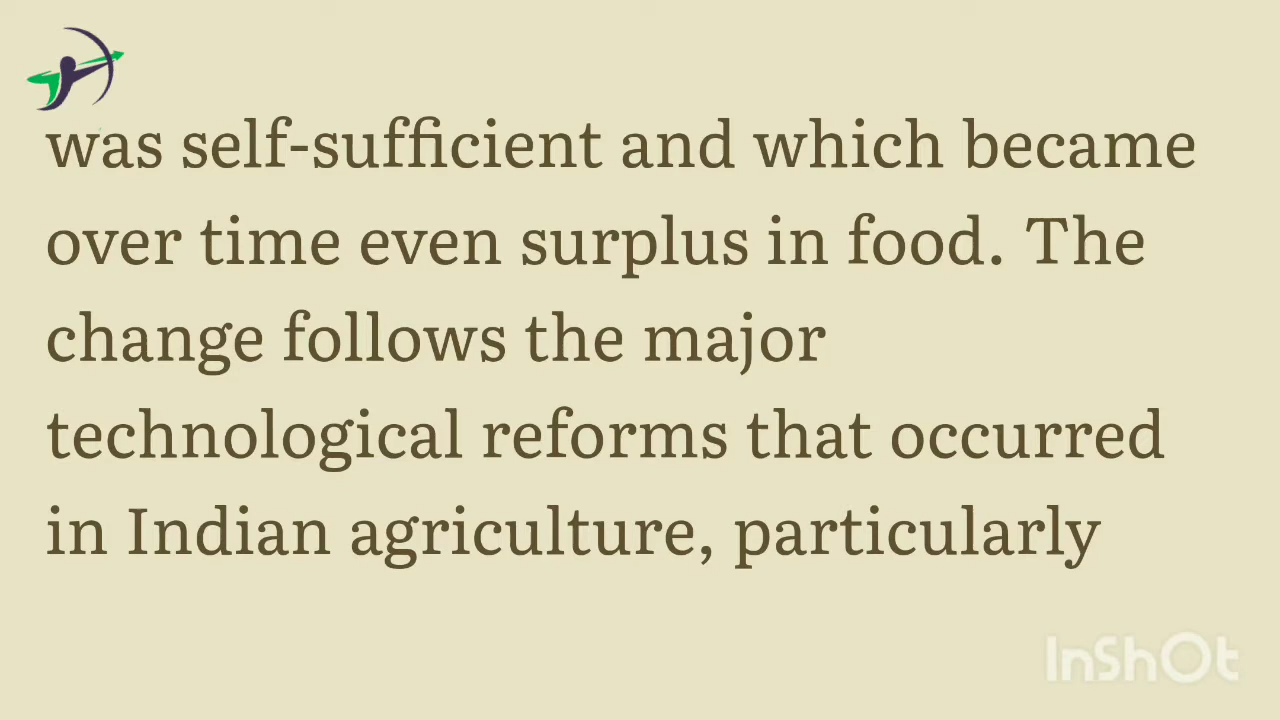 was self-sufficient and which became
over time even surplus in food. The
change follows the major
technological reforms that occurred
in Indian agriculture, particularly
InShOt